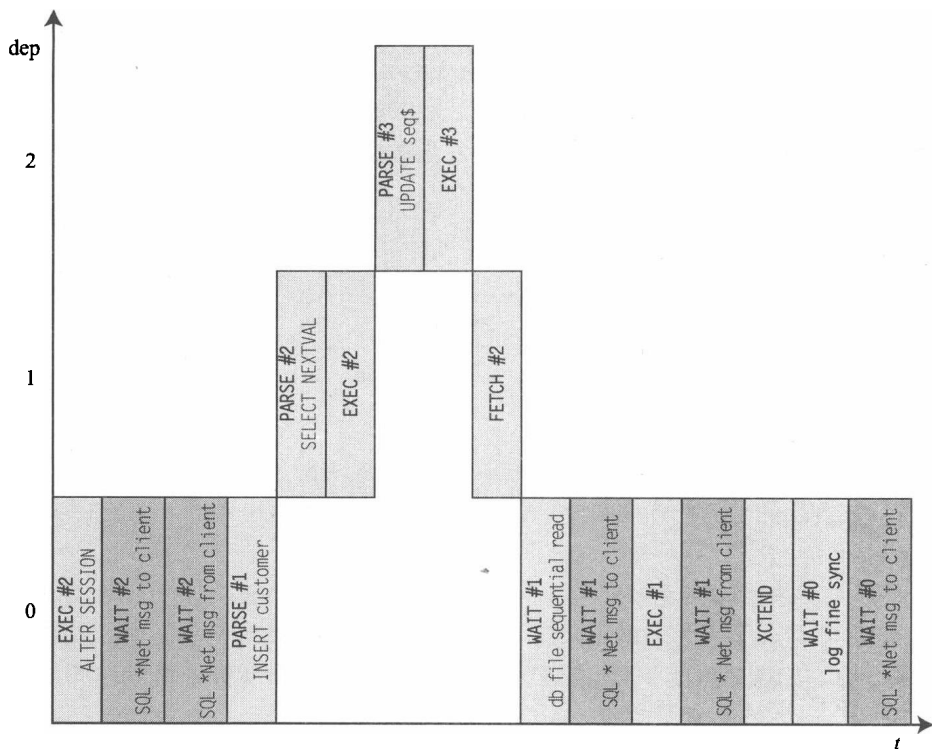 dep
2
1
0
PARSE #3
UPDATE seq$
EXEC #3
PARSE #2
SELECT NEXTVAL
EXEC #2
FETCH #2
EXEC #2
ALTER SESSION
WAIT #2
SQL *Net msg to client
WAIT #2
SQL *Net msg from client
PARSE #1
INSERT customer
WAIT #1
db file sequential read
WAIT #1
SQL * Net msg to client
EXEC #1
WAIT #1
SQL * Net msg from client
XCTEND
WAIT #0
log fine sync
WAIT #0
SQL *Net msg to client
t